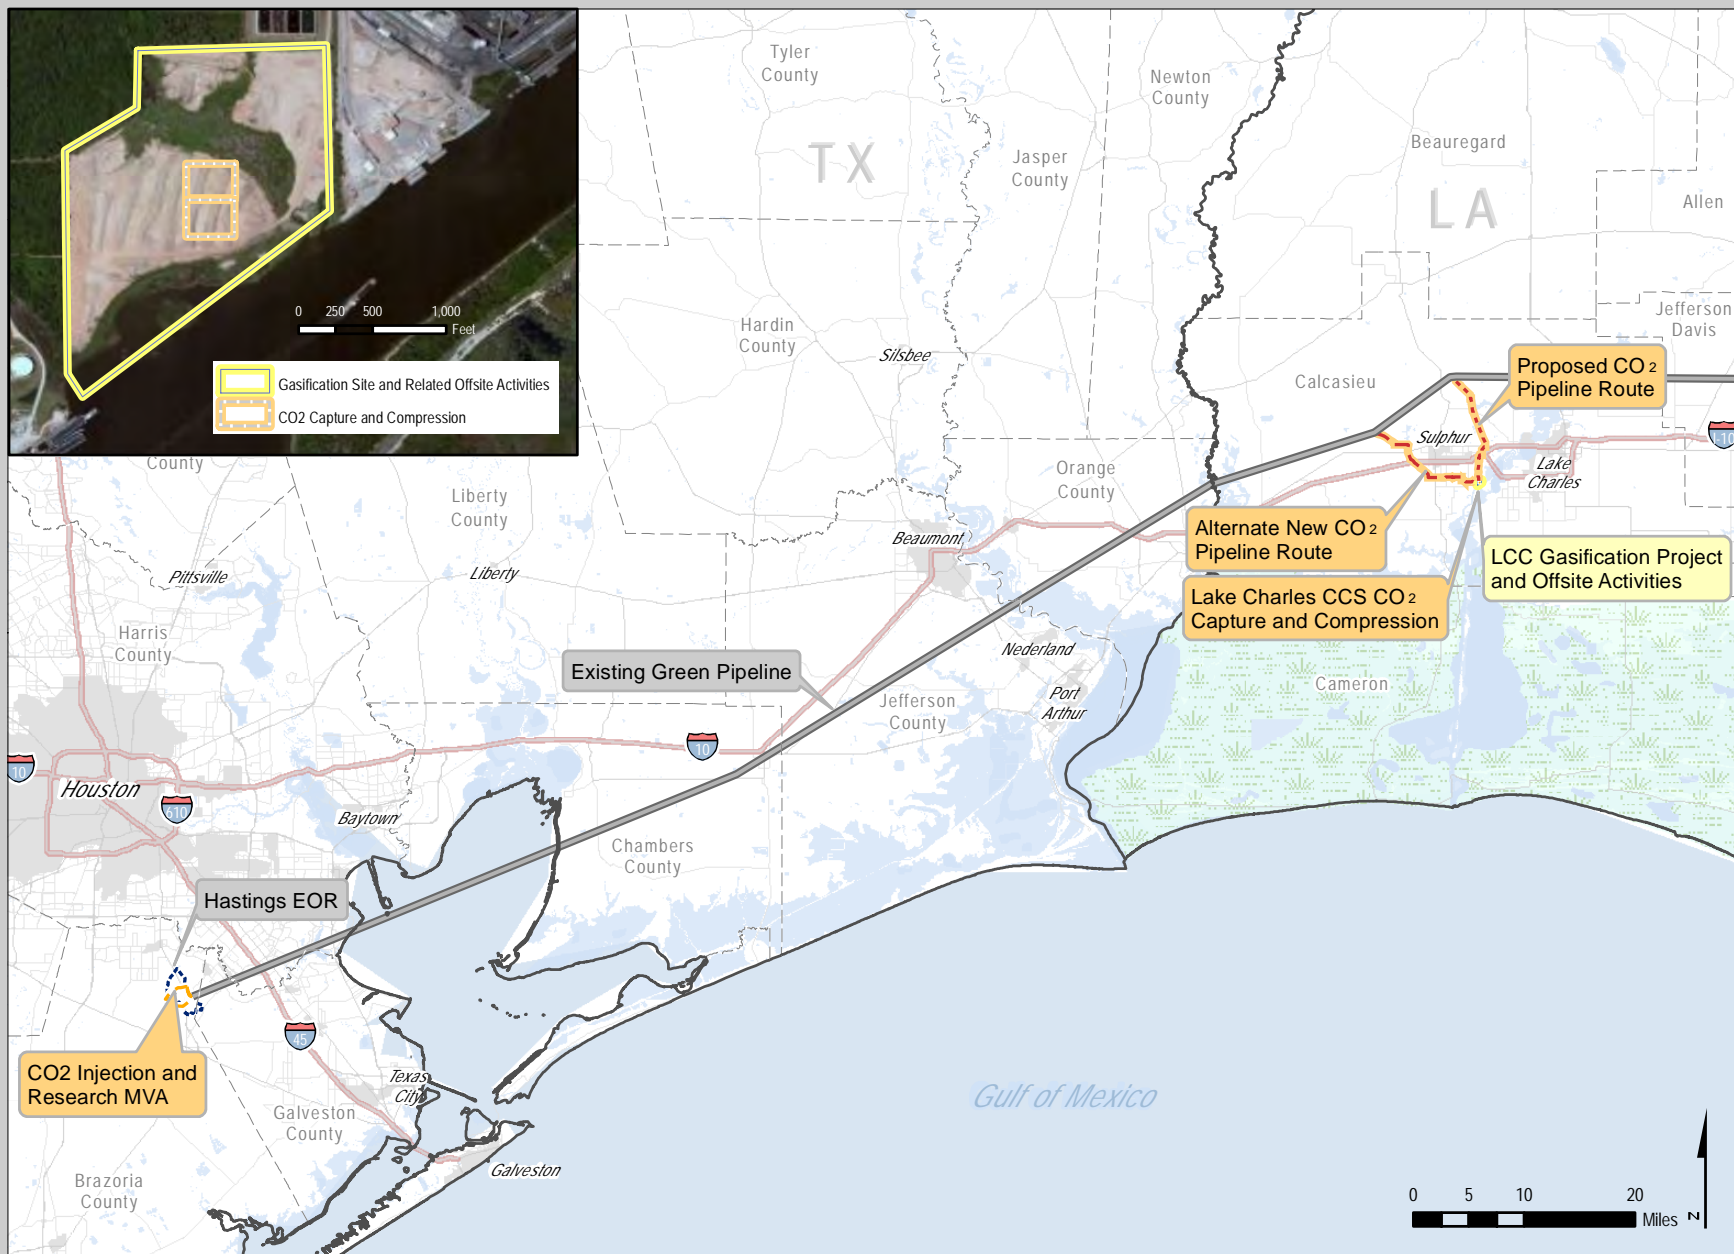 0 250 500 1,000
Feet
Gasification Site and Related Offsite Activities
CO2 Capture and Compression
Tyler
County
Newton
County
TX
Jasper
County
Beauregard
LA
Allen
Hardin
County
Silsbee
Jefferson
Davis
Calcasieu
Proposed CO2
Pipeline Route
Sulphur
I-10
Lake
Charles
County
Liberty
County
Orange
County
Beaumont
Alternate New CO2
Pipeline Route
LCC Gasification Project
and Offsite Activities
Pittsville
Liberty
Lake Charles CCS CO2
Capture and Compression
Harris
County
Nederland
Existing Green Pipeline
Cameron
Port
Arthur
Jefferson
County
10
10
Houston
610
Baytown
Chambers
County
Hastings EOR
45
CO2 Injection and
Research MVA
Texas
City
Galveston
County
Gulf of Mexico
Galveston
Brazoria
County
0 5 10 20
Miles
N